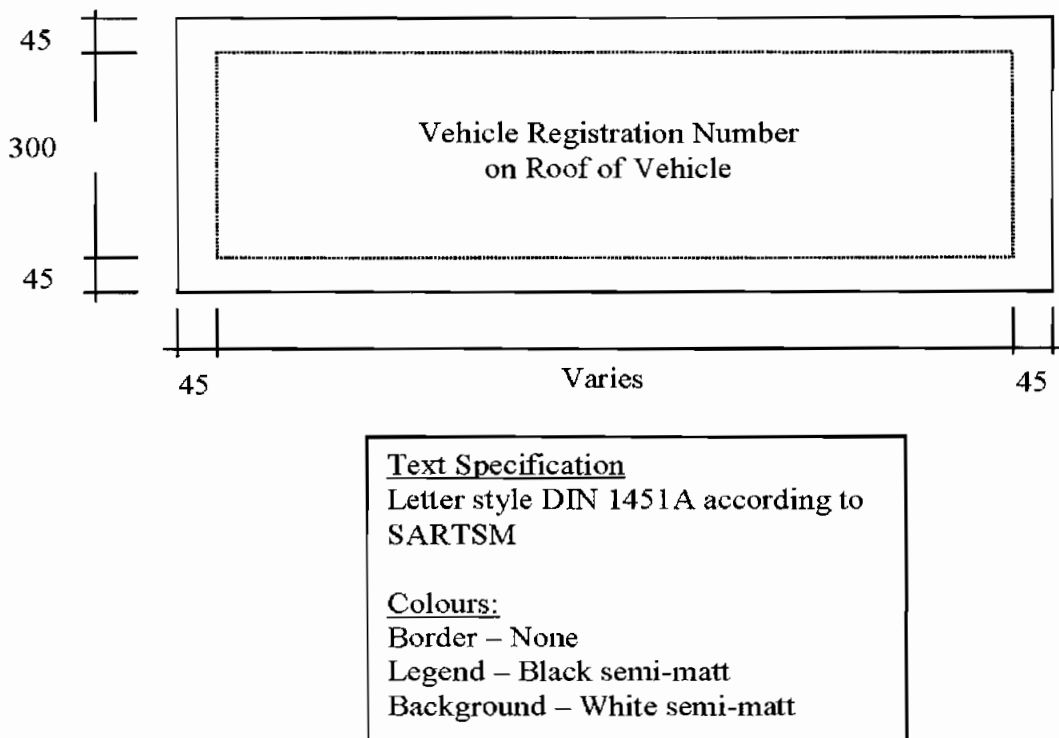 45
300
45
Vehicle Registration Number
on Roof of Vehicle
45
Varies
45
Text Specification
Letter style DIN 1451A according to
SARTSM
Colours:
Border – None
Legend – Black semi-matt
Background – White semi-matt